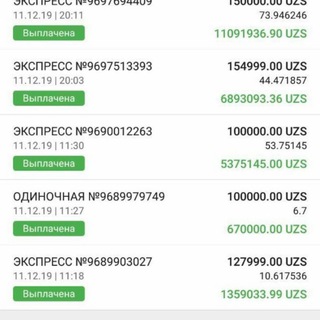 ЭКСПРЕСС №9697694409 150000.00 UZS
11.12.19 | 20:11 73.946246
Выплачена 11091936.90 UZS
ЭКСПРЕСС №9697513393 154999.00 UZS
11.12.19 | 20:03 44.471857
Выплачена 6893093.36 UZS
ЭКСПРЕСС №9690012263 100000.00 UZS
11.12.19 | 11:30 53.75145
Выплачена 5375145.00 UZS
ОДИНОЧНАЯ №9689979749 100000.00 UZS
11.12.19 | 11:27 6.7
Выплачена 670000.00 UZS
ЭКСПРЕСС №9689903027 127999.00 UZS
11.12.19 | 11:18 10.617536
Выплачена 1359033.99 UZS